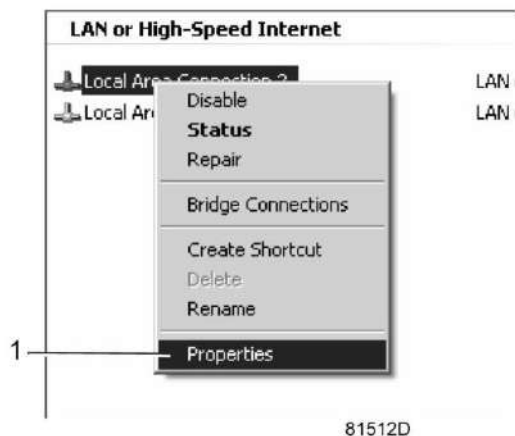 LAN or High-Speed Internet
Local Area Connection 2 LAN
Local Ar LAN
Disable
Status
Repair
Bridge Connections
Create Shortcut
Delete
Rename
1 Properties
81512D